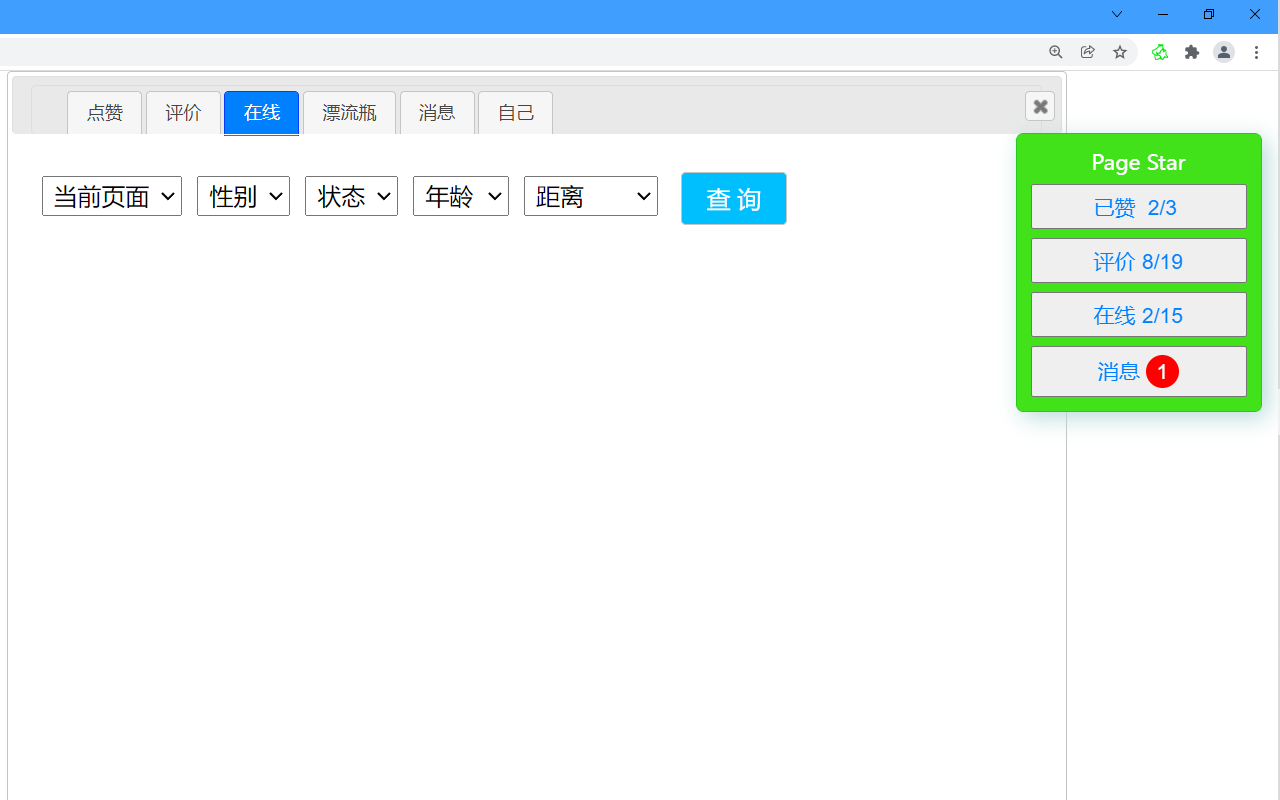 点赞 评价 在线 漂流瓶 消息 自己
当前页面 性别 状态 年龄 距离 查 询
Page Star
已赞 2/3
评价 8/19
在线 2/15
消息 1